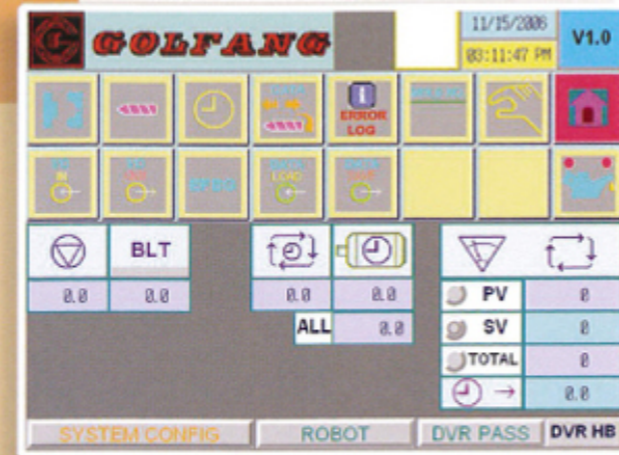 GOLFANG
11/15/2006
03:11:47 PM
V1.0
ERROR
LOG
IN
LOAD
BLT
0.0 0.0 0.0 0.0
ALL 0.0
PV 0
SV 0
TOTAL 0
0.0
SYSTEM CONFIG ROBOT DVR PASS DVR HB